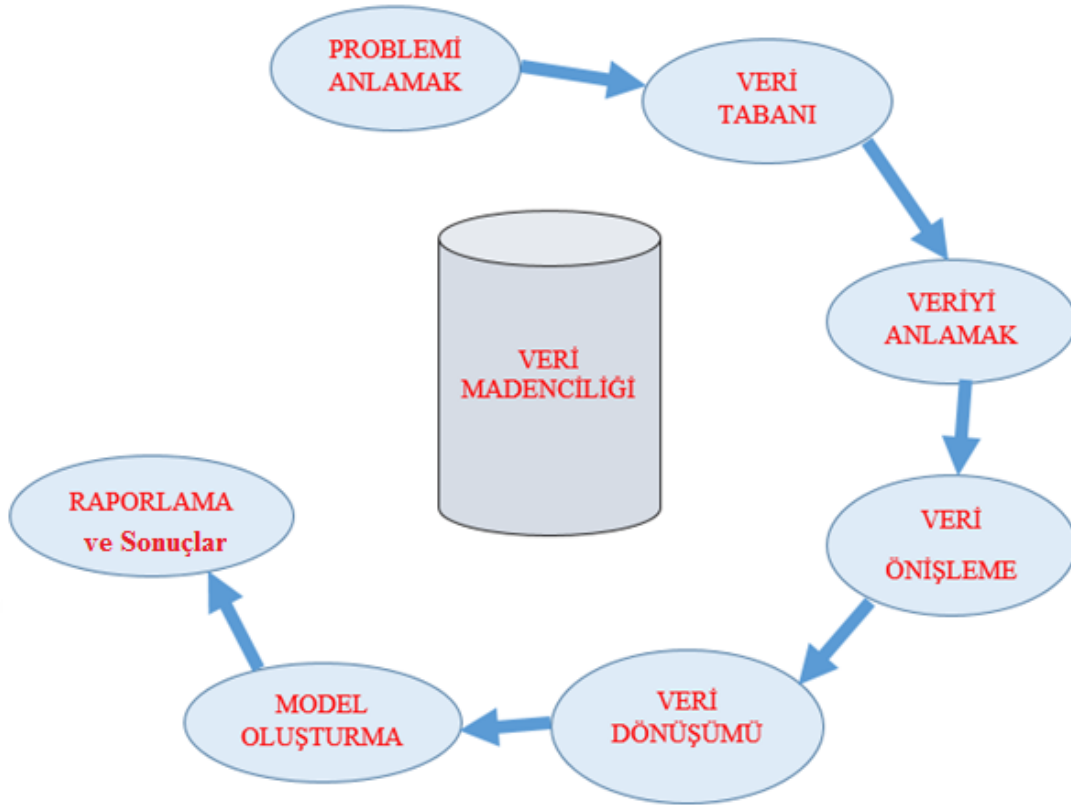 PROBLEMİ
ANLAMAK
VERİ
TABANI
VERİYİ
ANLAMAK
VERİ
ÖNİŞLEME
VERİ
DÖNÜŞÜMÜ
MODEL
OLUŞTURMA
RAPORLAMA
ve Sonuçlar
VERİ
MADENCİLİĞİ